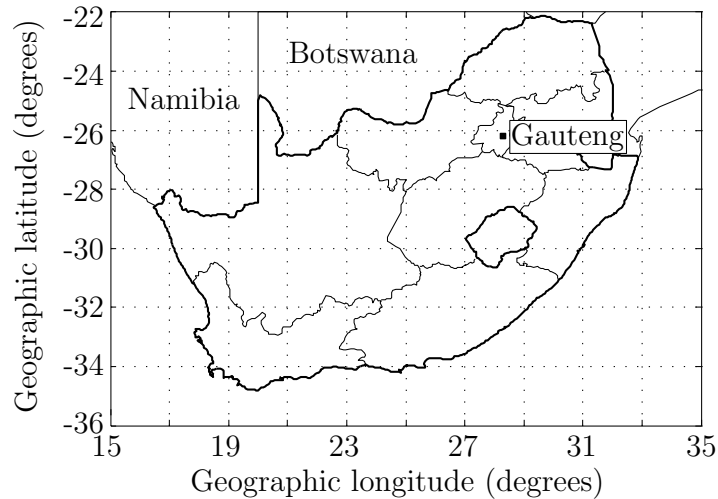 -22
-24
-26
-28
-30
-32
-34
-36
Geographic latitude (degrees)
Botswana
Namibia
Gauteng
15 19 23 27 31 35
Geographic longitude (degrees)